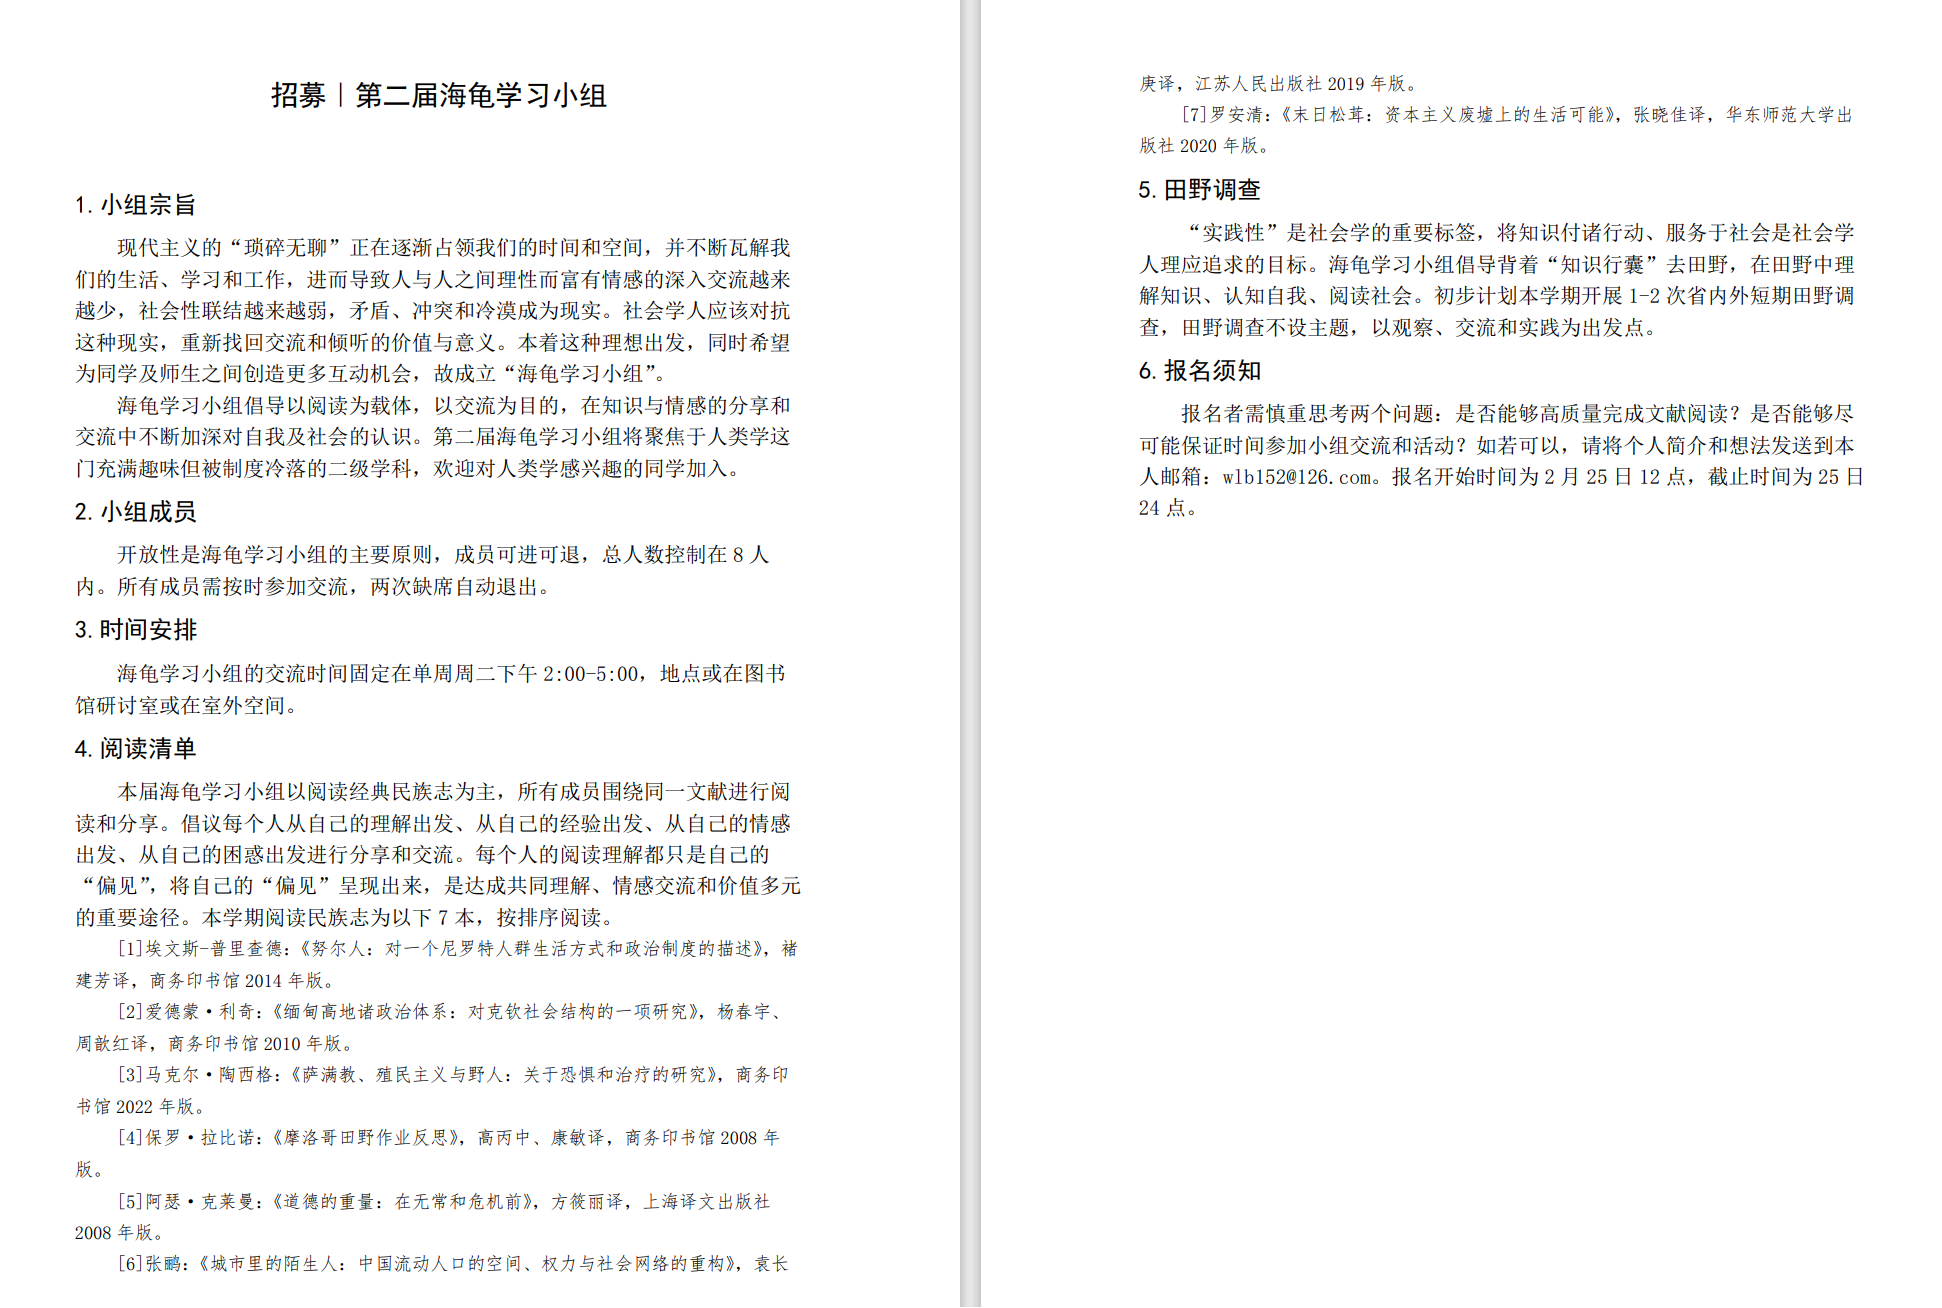 招募｜第二届海龟学习小组
1.小组宗旨
现代主义的“琐碎无聊”正在逐渐占领我们的时间和空间，并不断瓦解我
们的生活、学习和工作，进而导致人与人之间理性而富有情感的深入交流越来
越少，社会性联结越来越弱，矛盾、冲突和冷漠成为现实。社会学人应该对抗
这种现实，重新找回交流和倾听的价值与意义。本着这种理想出发，同时希望
为同学及师生之间创造更多互动机会，故成立“海龟学习小组”。
海龟学习小组倡导以阅读为载体，以交流为目的，在知识与情感的分享和
交流中不断加深对自我及社会的认识。第二届海龟学习小组将聚焦于人类学这
门充满趣味但被制度冷落的二级学科，欢迎对人类学感兴趣的同学加入。
2.小组成员
开放性是海龟学习小组的主要原则，成员可进可退，总人数控制在 8 人
内。所有成员需按时参加交流，两次缺席自动退出。
3.时间安排
海龟学习小组的交流时间固定在单周周二下午 2:00-5:00，地点或在图书
馆研讨室或在室外空间。
4.阅读清单
本届海龟学习小组以阅读经典民族志为主，所有成员围绕同一文献进行阅
读和分享。倡议每个人从自己的理解出发、从自己的经验出发、从自己的情感
出发、从自己的困惑出发进行分享和交流。每个人的阅读理解都只是自己的
“偏见”，将自己的“偏见”呈现出来，是达成共同理解、情感交流和价值多元
的重要途径。本学期阅读民族志为以下 7 本，按排序阅读。
[1]埃文斯-普里查德：《努尔人：对一个尼罗特人群生活方式和政治制度的描述》，褚
建芳译，商务印书馆 2014 年版。
[2]爱德蒙·利奇：《缅甸高地诸政治体系：对克钦社会结构的一项研究》，杨春宇、
周歆红译，商务印书馆 2010 年版。
[3]马克尔·陶西格：《萨满教、殖民主义与野人：关于恐惧和治疗的研究》，商务印
书馆 2022 年版。
[4]保罗·拉比诺：《摩洛哥田野作业反思》，高丙中、康敏译，商务印书馆 2008 年
版。
[5]阿瑟·克莱曼：《道德的重量：在无常和危机前》，方筱丽译，上海译文出版社
2008 年版。
[6]张鹂：《城市里的陌生人：中国流动人口的空间、权力与社会网络的重构》，袁长
庚译，江苏人民出版社 2019 年版。
[7]罗安清：《末日松茸：资本主义废墟上的生活可能》，张晓佳译，华东师范大学出
版社 2020 年版。
5.田野调查
“实践性”是社会学的重要标签，将知识付诸行动、服务于社会是社会学
人理应追求的目标。海龟学习小组倡导背着“知识行囊”去田野，在田野中理
解知识、认知自我、阅读社会。初步计划本学期开展 1-2 次省内外短期田野调
查，田野调查不设主题，以观察、交流和实践为出发点。
6.报名须知
报名者需慎重思考两个问题：是否能够高质量完成文献阅读？是否能够尽
可能保证时间参加小组交流和活动？如若可以，请将个人简介和想法发送到本
人邮箱：wlb152@126.com。报名开始时间为 2 月 25 日 12 点，截止时间为 25 日
24 点。